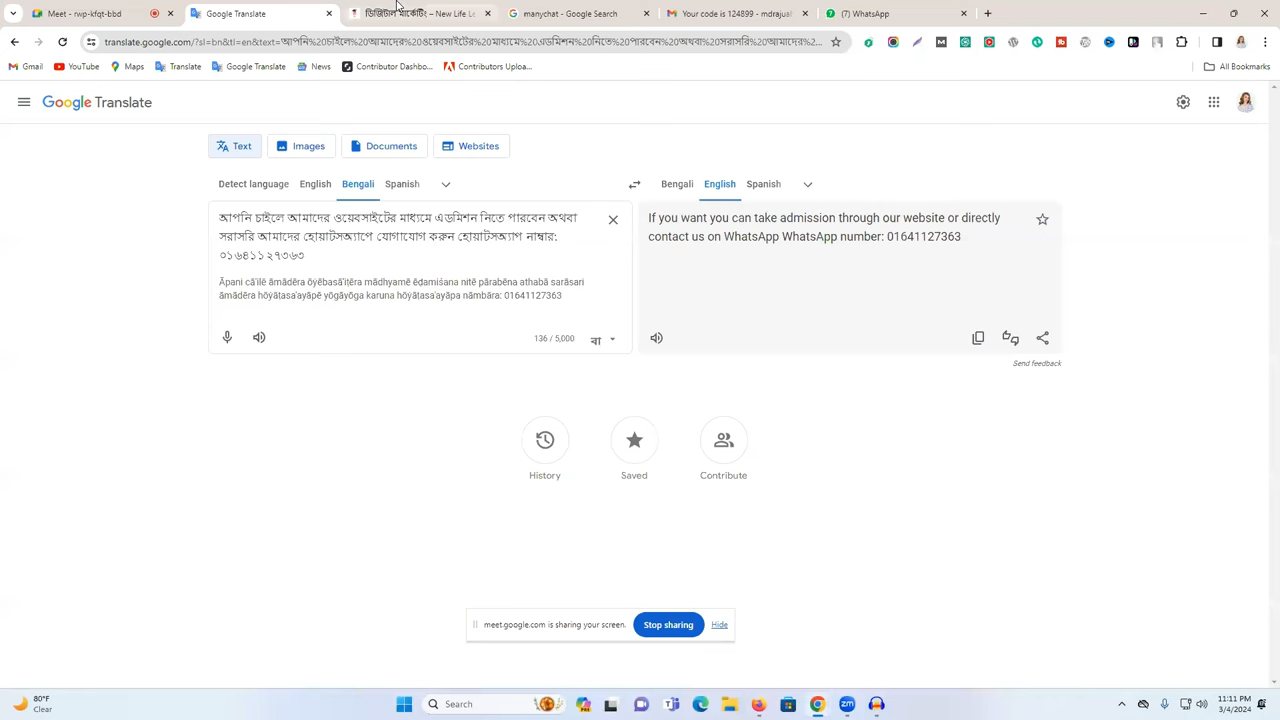 Meet - rwp-kfqt-bxd
Google Translate
ডিজিটাল মার্কেটিং – New Life Le
manychat - Google Search
Gmail Your code is 124899 - mdrajual
(7) WhatsApp
translate.google.com/?sl=bn&tl=en&text=আপনি%20চাইলে%20আমাদের%20ওয়েবসাইটের%20মাধ্যমে%20এডমিশন%20নিতে%20পারবেন%20অথবা%20সরাসরি%20আমাদের%20হোয়াটসঅ্যাপে%20...
Gmail
YouTube
Maps
Translate
Google Translate
News
Contributor Dashbo...
Contributors Uploa...
All Bookmarks
Google Translate
Text
Images
Documents
Websites
Detect language English Bengali Spanish
Bengali English Spanish
আপনি চাইলে আমাদের ওয়েবসাইটের মাধ্যমে এডমিশন নিতে পারবেন অথবা
সরাসরি আমাদের হোয়াটসঅ্যাপে যোগাযোগ করুন হোয়াটসঅ্যাপ নাম্বার:
০১৬৪১১২৭৩৬৩
Āpani cā'ilē āmādēra ōẏēbasā'iṭēra mādhyamē ēḍamiśana nitē pārabēna athabā sarāsari
āmādēra hōẏāṭasa'ayāpē yōgāyōga karuna hōẏāṭasa'ayāpa nāmbāra: 01641127363
136 / 5,000
বা
If you want you can take admission through our website or directly
contact us on WhatsApp WhatsApp number: 01641127363
Send feedback
History
Saved
Contribute
meet.google.com is sharing your screen.
Stop sharing
Hide
80°F
Clear
Search
11:11 PM
3/4/2024